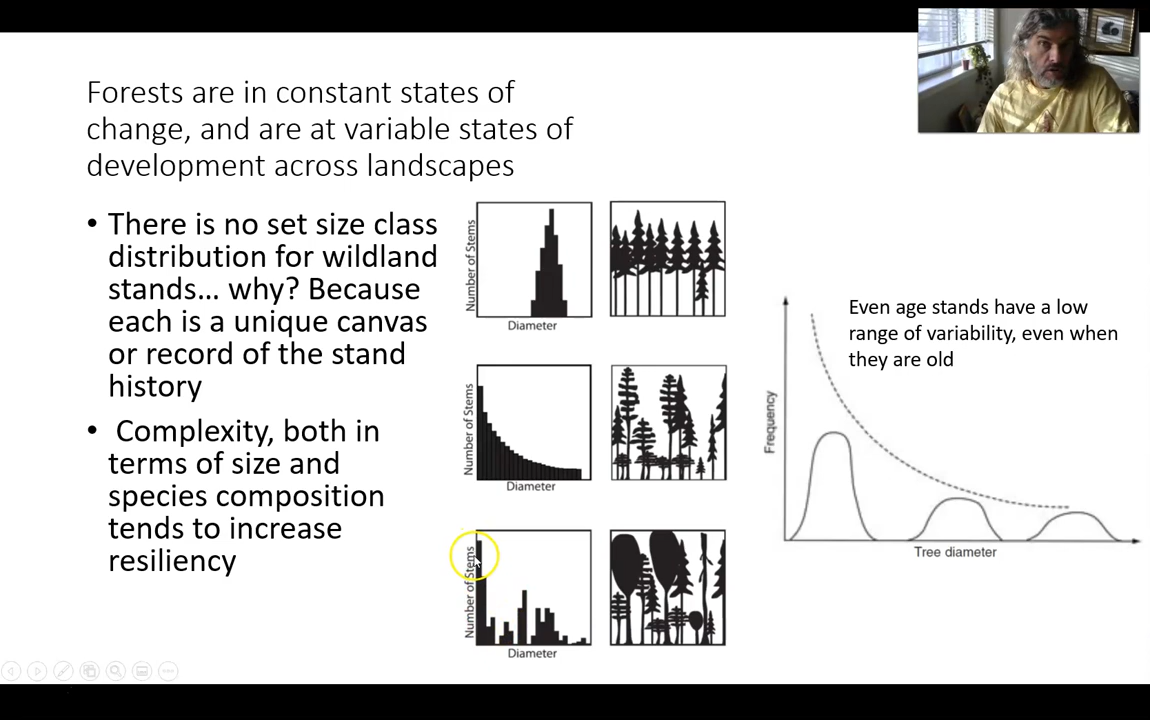 Forests are in constant states of
change, and are at variable states of
development across landscapes
• There is no set size class
distribution for wildland
stands... why? Because
each is a unique canvas
or record of the stand
history
• Complexity, both in
terms of size and
species composition
tends to increase
resiliency
Number of Stems
Diameter
Number of Stems
Diameter
Number of Stems
Diameter
Even age stands have a low
range of variability, even when
they are old
Frequency
Tree diameter